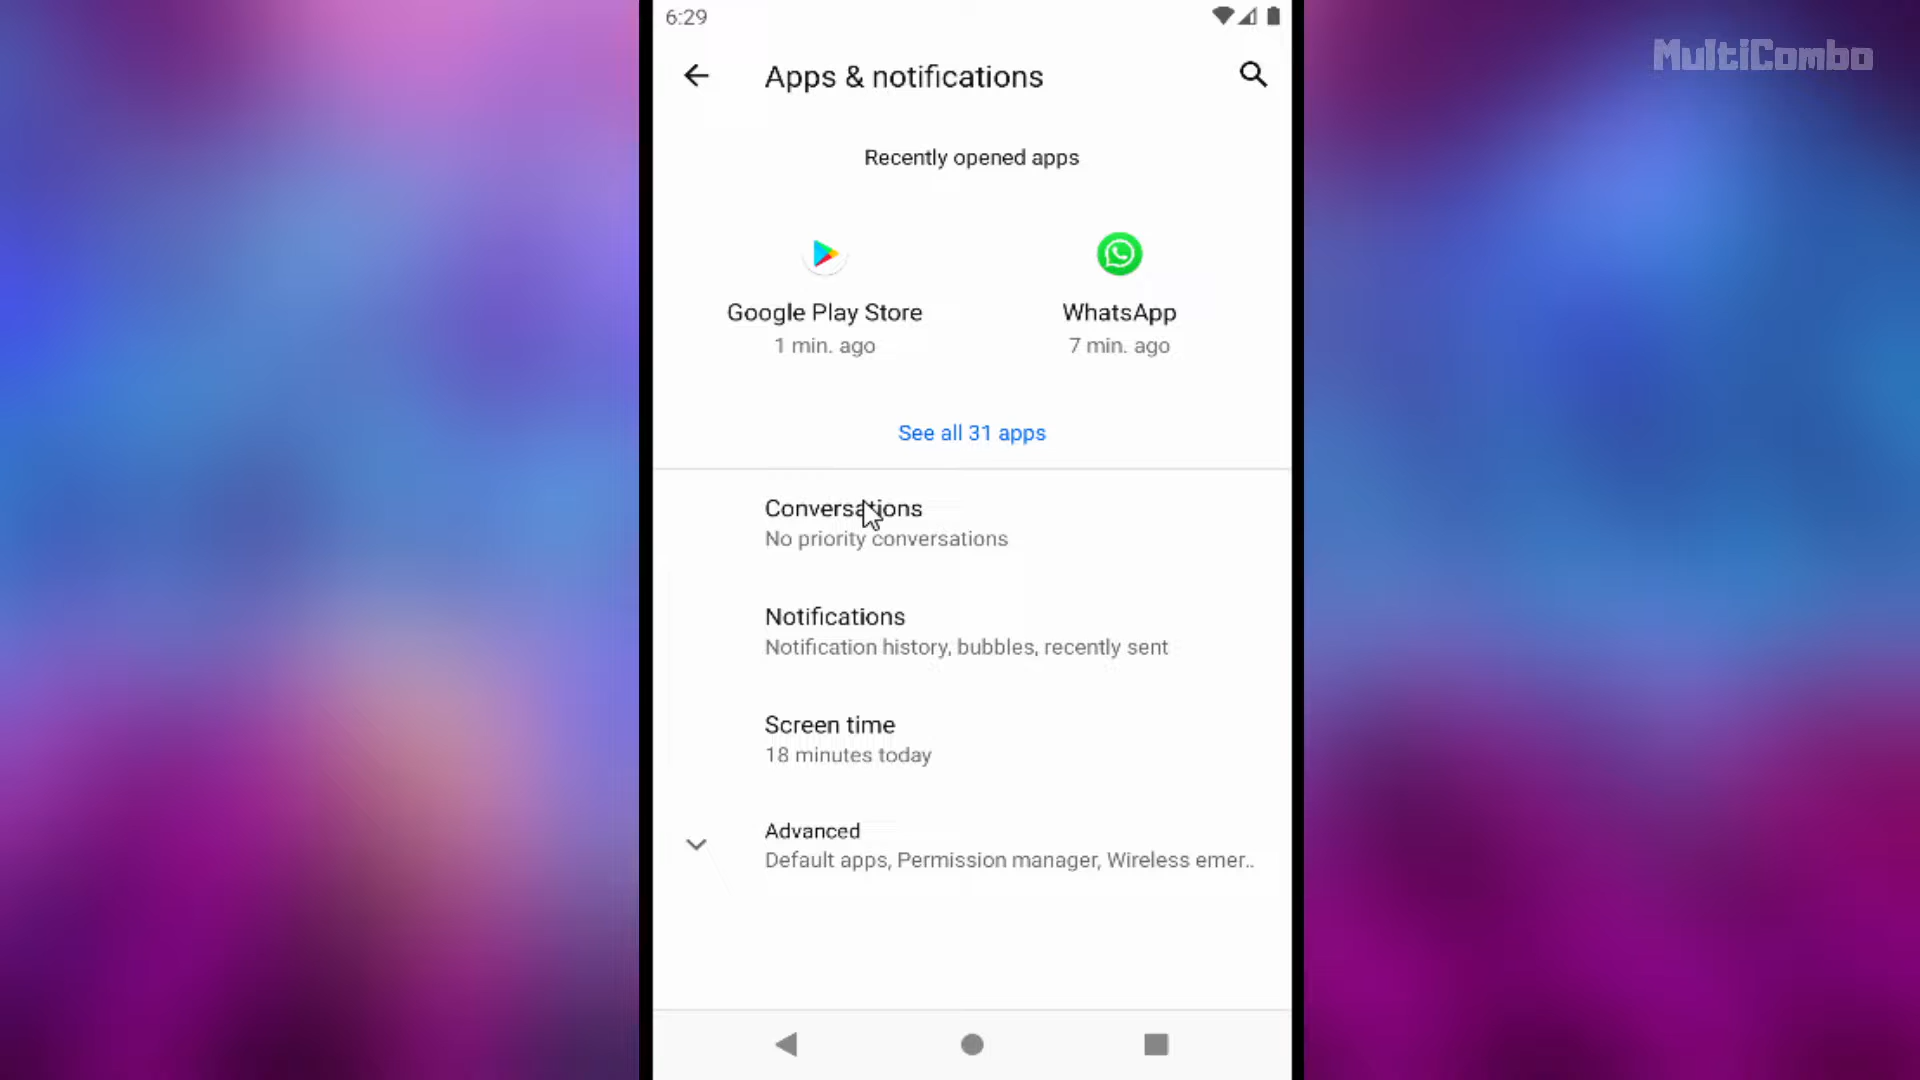 6:29
MultiCombo
Apps & notifications
Recently opened apps
Google Play Store
1 min. ago
WhatsApp
7 min. ago
See all 31 apps
Conversations
No priority conversations
Notifications
Notification history, bubbles, recently sent
Screen time
18 minutes today
Advanced
Default apps, Permission manager, Wireless emer..